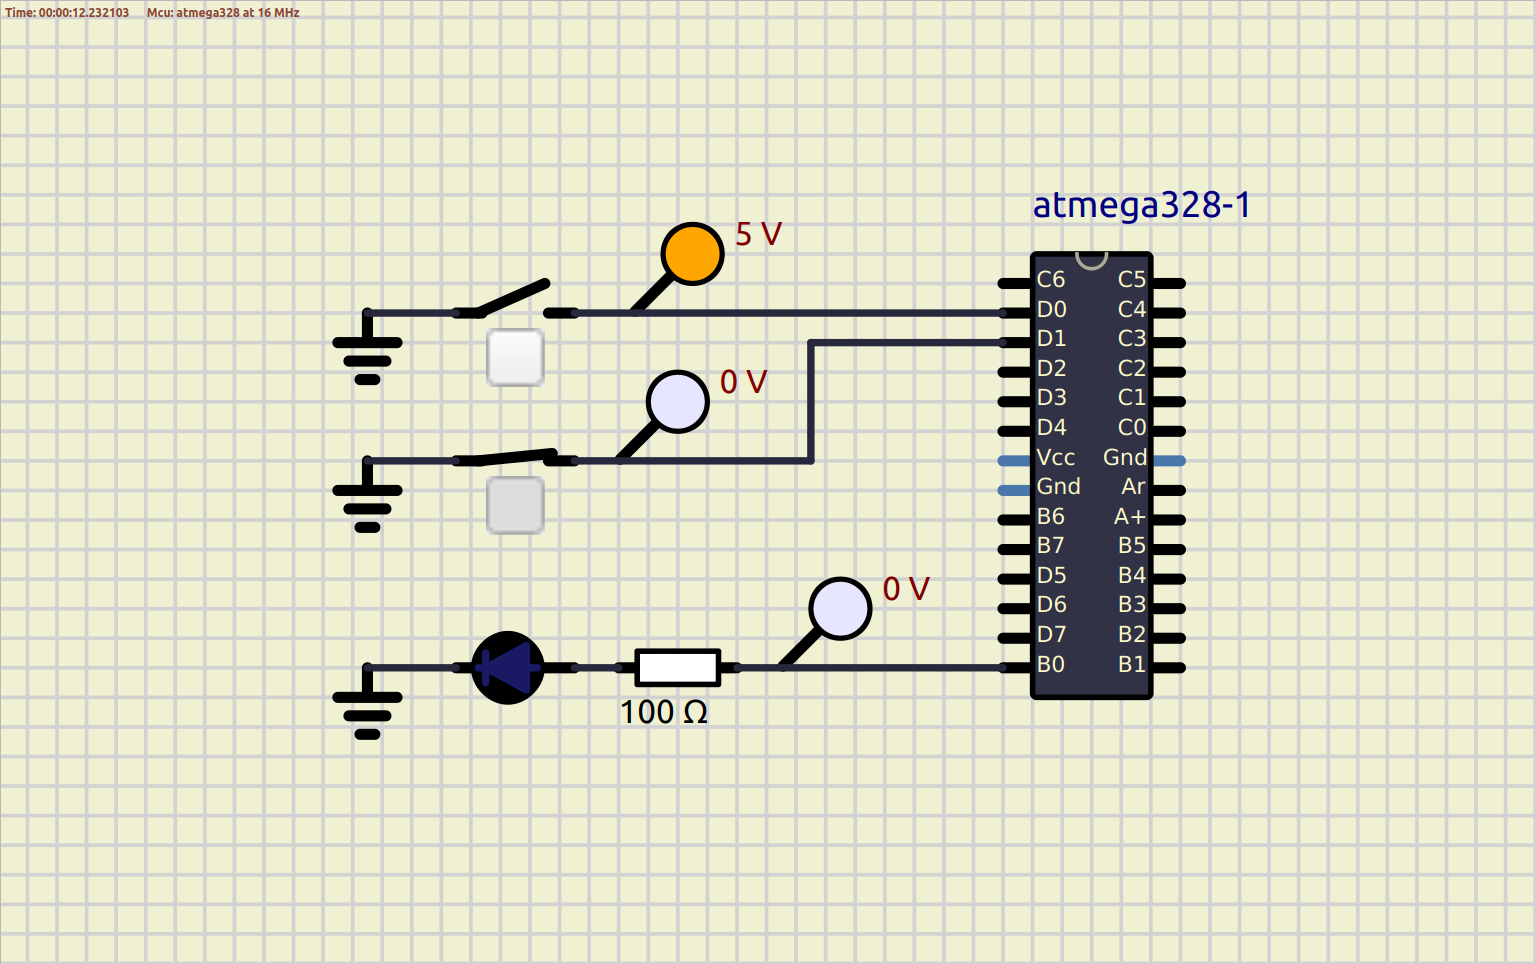 Time: 00:00:12.232103 Mcu: atmega328 at 16 MHz
atmega328-1
5 V
C6 C5
D0 C4
D1 C3
0 V
D2 C2
D3 C1
D4 C0
Vcc Gnd
Gnd Ar
B6 A+
B7 B5
D5 B4
0 V
D6 B3
D7 B2
B0 B1
100 Ω